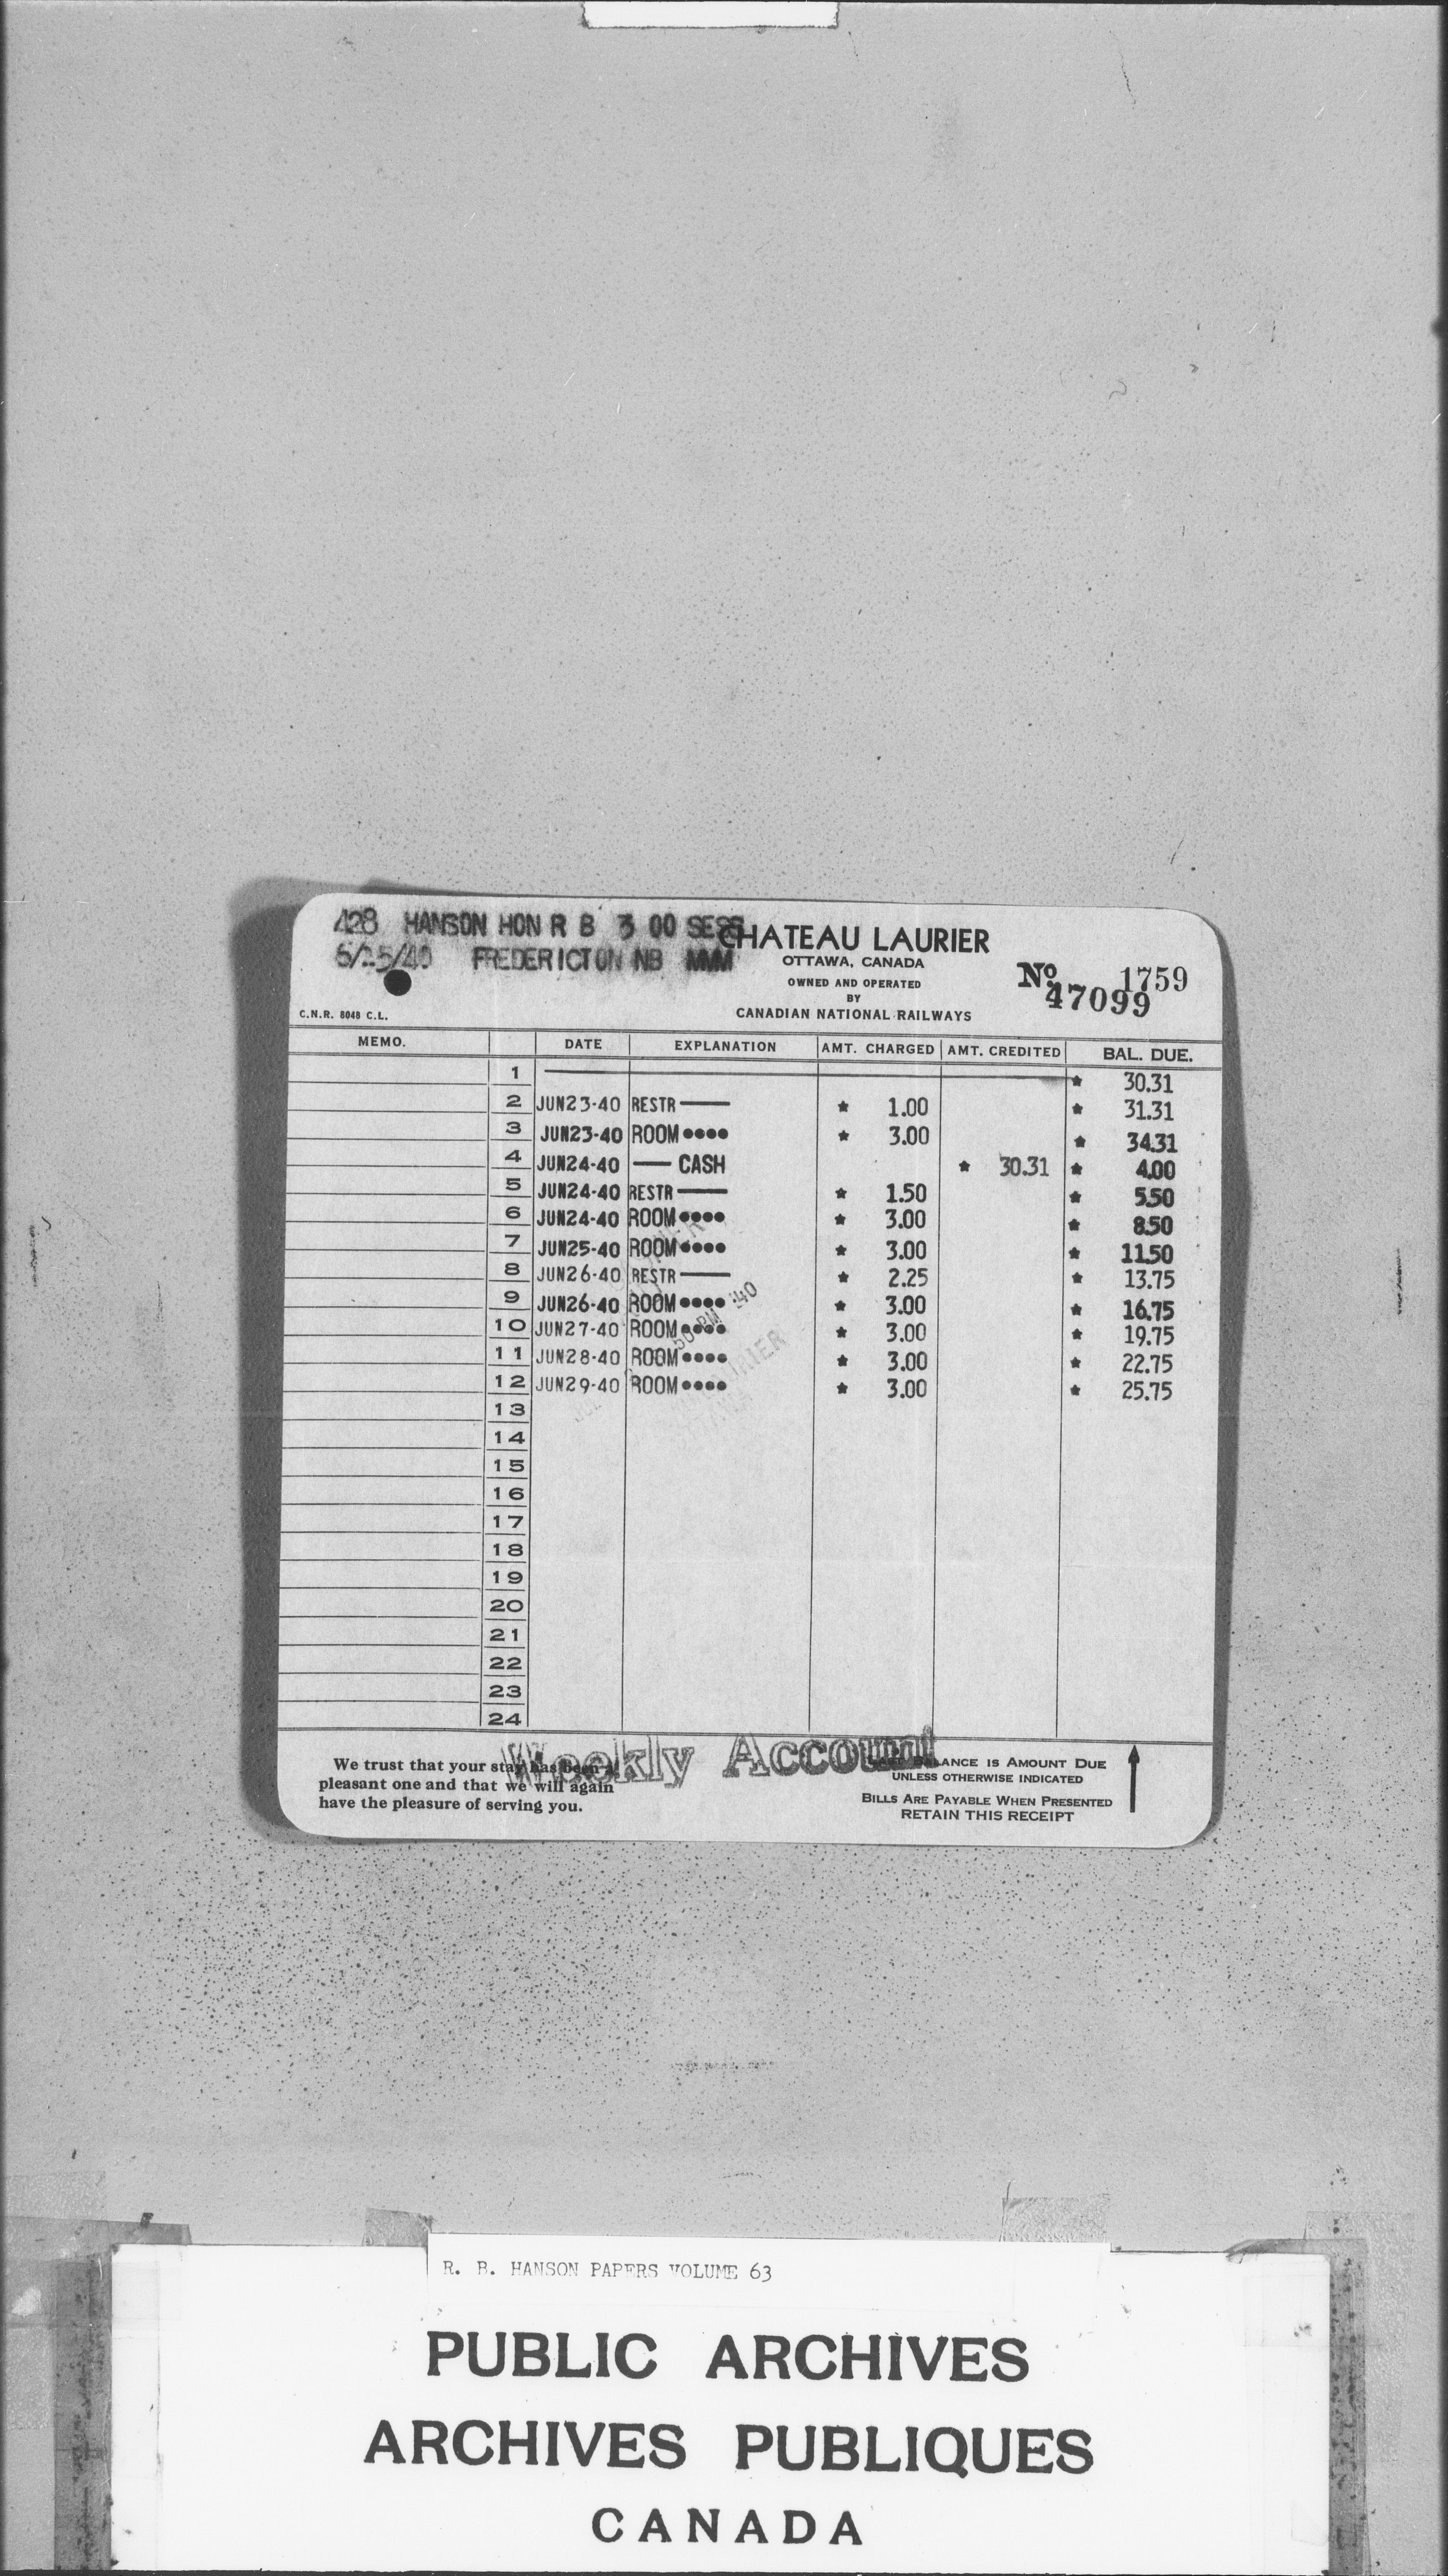 428 HANSON HON R B 3 00 SESS
FREDERICTON NB MVM
CHATEAU LAURIER
OTTAWA, CANADA
OWNED AND OPERATED
BY
CANADIAN NATIONAL RAILWAYS
No 1759
47099
C.N.R. 8048 C.L.
MEMO. DATE EXPLANATION AMT. CHARGED AMT. CREDITED BAL. DUE.
1 ★ 30.31
2 JUN23-40 RESTR — ★ 1.00 ★ 31.31
3 JUN23-40 ROOM •••• ★ 3.00 ★ 34.31
4 JUN24-40 — CASH ★ 30.31 ★ 4.00
5 JUN24-40 RESTR — ★ 1.50 ★ 5.50
6 JUN24-40 ROOM •••• ★ 3.00 ★ 8.50
7 JUN25-40 ROOM •••• ★ 3.00 ★ 11.50
8 JUN26-40 RESTR — ★ 2.25 ★ 13.75
9 JUN26-40 ROOM •••• ★ 3.00 ★ 16.75
10 JUN27-40 ROOM •••• ★ 3.00 ★ 19.75
11 JUN28-40 ROOM •••• ★ 3.00 ★ 22.75
12 JUN29-40 ROOM •••• ★ 3.00 ★ 25.75
13
14
15
16
17
18
19
20
21
22
23
24
Weekly Account
We trust that your stay has been a
pleasant one and that we will again
have the pleasure of serving you.
BALANCE IS AMOUNT DUE
UNLESS OTHERWISE INDICATED
BILLS ARE PAYABLE WHEN PRESENTED
RETAIN THIS RECEIPT
R. B. HANSON PAPERS VOLUME 63
PUBLIC ARCHIVES
ARCHIVES PUBLIQUES
CANADA